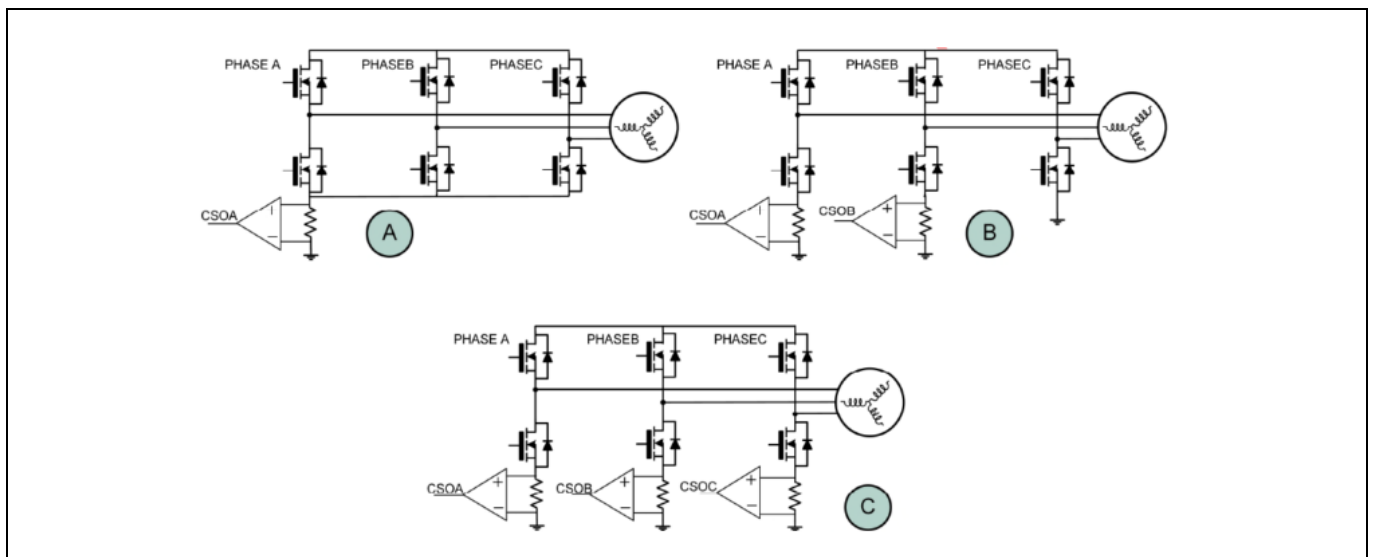 PHASE A PHASEB PHASEC
CSOA
A
PHASE A PHASEB PHASEC
CSOA CSOB
B
PHASE A PHASEB PHASEC
CSOA CSOB CSOC
C